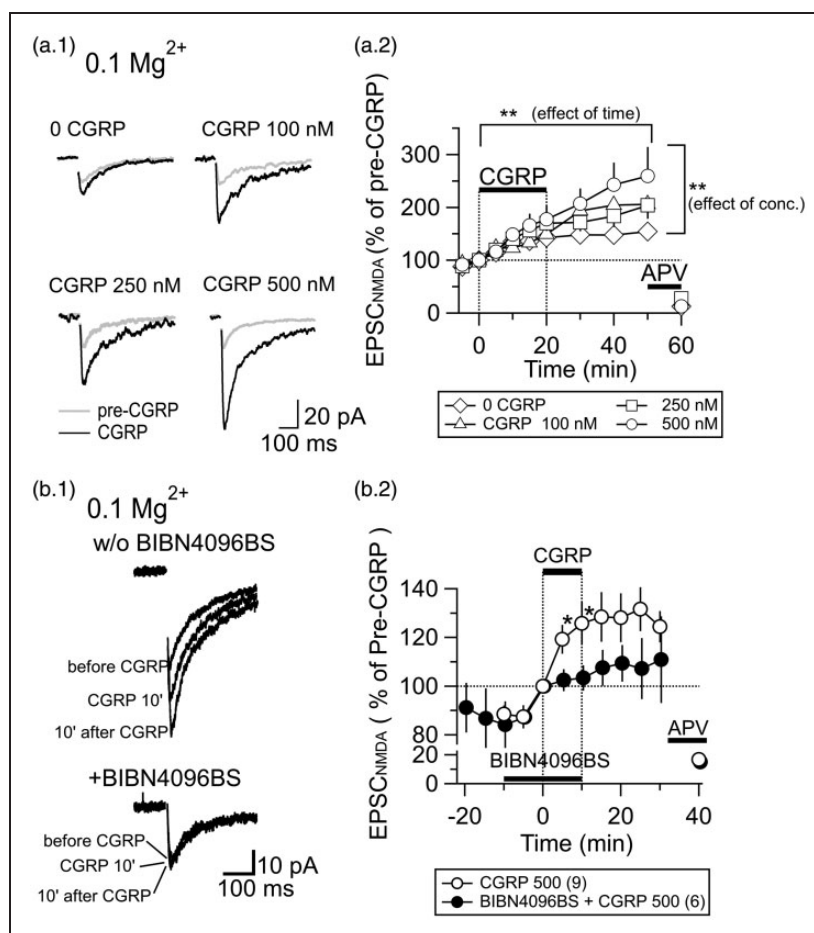 (a.1)
0.1 Mg2+
0 CGRP
CGRP 100 nM
CGRP 250 nM
CGRP 500 nM
pre-CGRP
CGRP
20 pA
100 ms
(a.2)
** (effect of time)
EPSCNMDA (% of pre-CGRP)
300
250
200
150
100
50
0
CGRP
**
(effect of conc.)
APV
0
20
40
60
Time (min)
0 CGRP
250 nM
CGRP 100 nM
500 nM
(b.1)
0.1 Mg2+
w/o BIBN4096BS
before CGRP
CGRP 10'
10' after CGRP
+BIBN4096BS
before CGRP
CGRP 10'
10' after CGRP
10 pA
100 ms
(b.2)
CGRP
EPSCNMDA ( % of Pre-CGRP )
140
120
100
80
20
0
* *
APV
BIBN4096BS
-20
0
20
40
Time (min)
CGRP 500 (9)
BIBN4096BS + CGRP 500 (6)